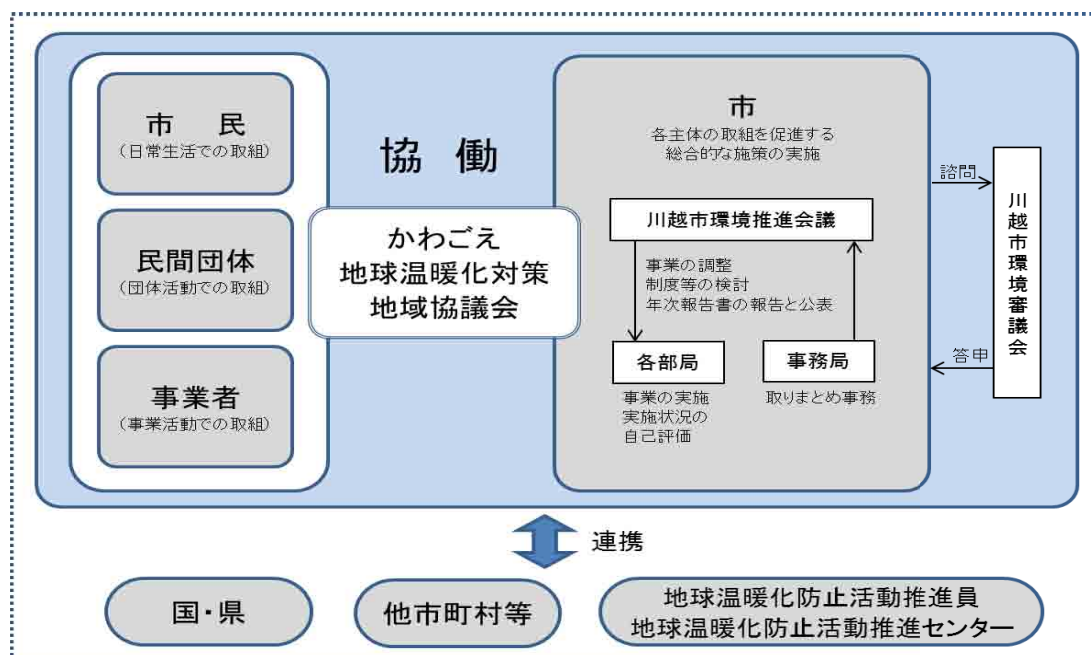 市　民
（日常生活での取組）
民間団体
（団体活動での取組）
事業者
（事業活動での取組）
協　働
かわごえ
地球温暖化対策
地域協議会
市
各主体の取組を促進する
総合的な施策の実施
川越市環境推進会議
事業の調整
制度等の検討
年次報告書の報告と公表
各部局
事業の実施
実施状況の
自己評価
事務局
取りまとめ事務
諮問
答申
川越市環境審議会
連携
国・県
他市町村等
地球温暖化防止活動推進員
地球温暖化防止活動推進センター